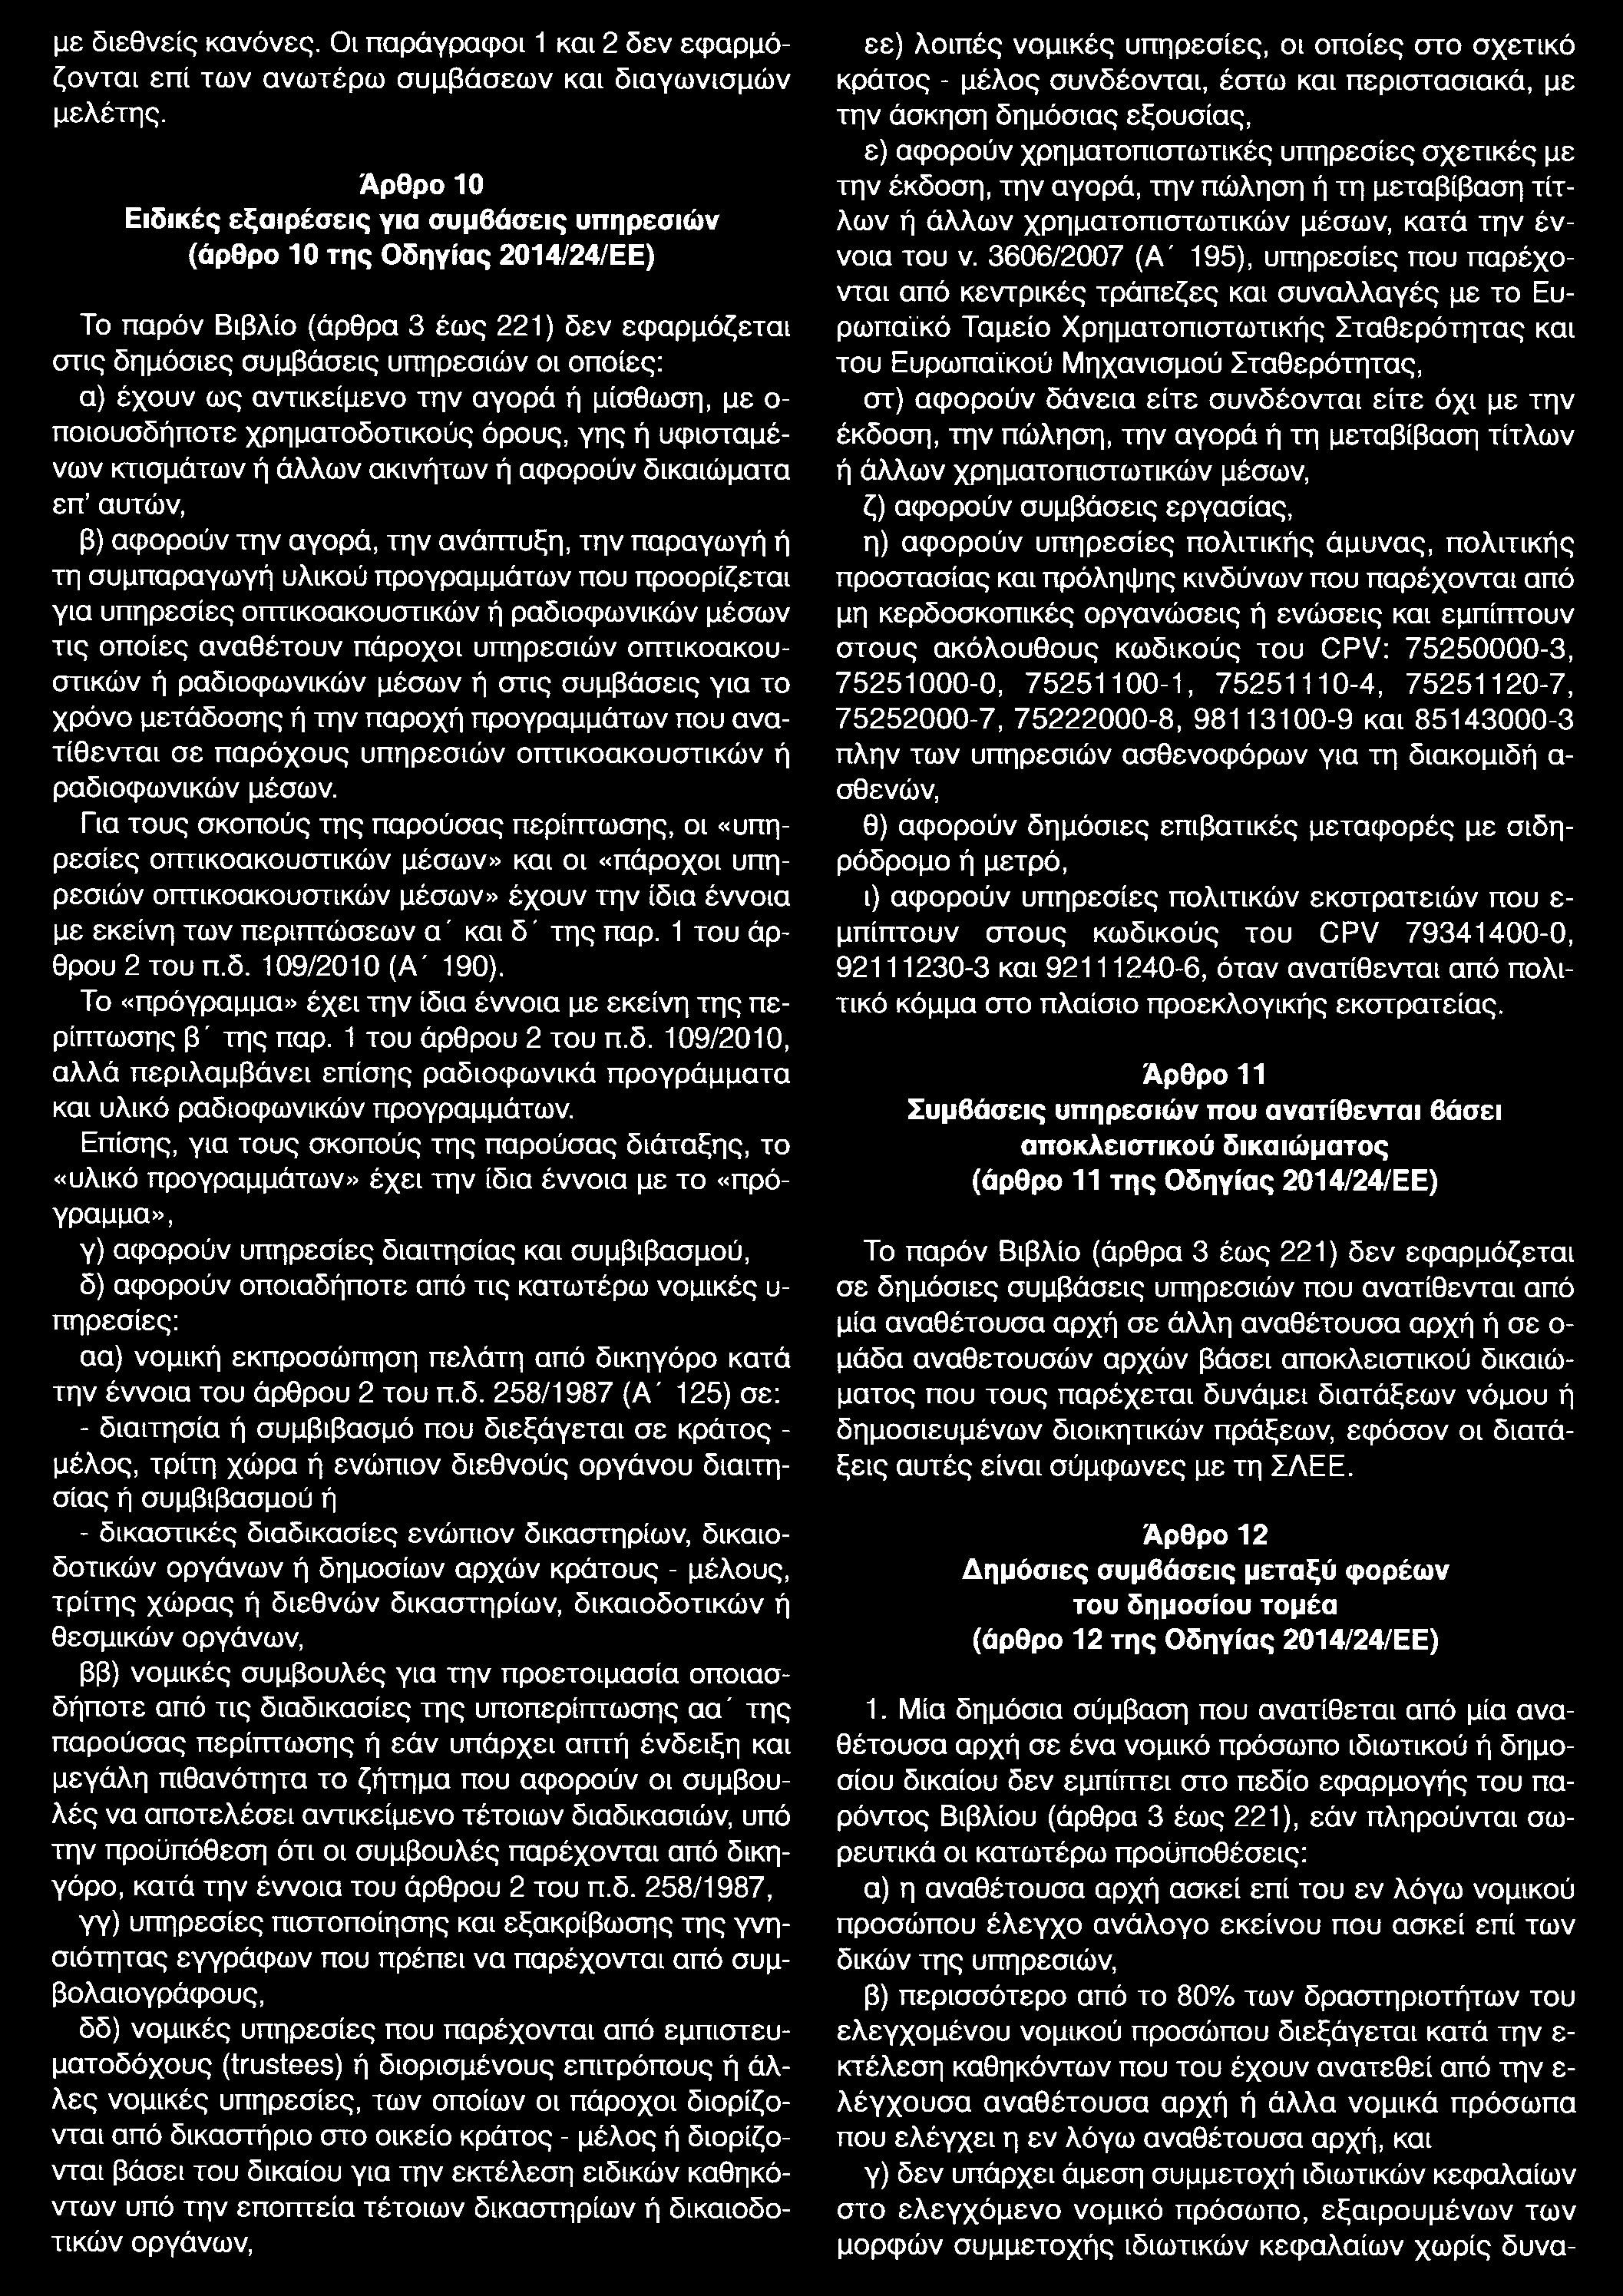 με διεθνείς κανόνες. Οι παράγραφοι 1 και 2 δεν εφαρμό-
ζονται επί των ανωτέρω συμβάσεων και διαγωνισμών
μελέτης.
Άρθρο 10
Ειδικές εξαιρέσεις για συμβάσεις υπηρεσιών
(άρθρο 10 της Οδηγίας 2014/24/ΕΕ)
Το παρόν Βιβλίο (άρθρα 3 έως 221) δεν εφαρμόζεται
στις δημόσιες συμβάσεις υπηρεσιών οι οποίες:
α) έχουν ως αντικείμενο την αγορά ή μίσθωση, με ο-
ποιουσδήποτε χρηματοδοτικούς όρους, γης ή υφισταμέ-
νων κτισμάτων ή άλλων ακινήτων ή αφορούν δικαιώματα
επ’ αυτών,
β) αφορούν την αγορά, την ανάπτυξη, την παραγωγή ή
τη συμπαραγωγή υλικού προγραμμάτων που προορίζεται
για υπηρεσίες οπτικοακουστικών ή ραδιοφωνικών μέσων
τις οποίες αναθέτουν πάροχοι υπηρεσιών οπτικοακου-
στικών ή ραδιοφωνικών μέσων ή στις συμβάσεις για το
χρόνο μετάδοσης ή την παροχή προγραμμάτων που ανα-
τίθενται σε παρόχους υπηρεσιών οπτικοακουστικών ή
ραδιοφωνικών μέσων.
Για τους σκοπούς της παρούσας περίπτωσης, οι «υπη-
ρεσίες οπτικοακουστικών μέσων» και οι «πάροχοι υπη-
ρεσιών οπτικοακουστικών μέσων» έχουν την ίδια έννοια
με εκείνη των περιπτώσεων α΄ και δ΄ της παρ. 1 του άρ-
θρου 2 του π.δ. 109/2010 (Α΄ 190).
Το «πρόγραμμα» έχει την ίδια έννοια με εκείνη της πε-
ρίπτωσης β΄ της παρ. 1 του άρθρου 2 του π.δ. 109/2010,
αλλά περιλαμβάνει επίσης ραδιοφωνικά προγράμματα
και υλικό ραδιοφωνικών προγραμμάτων.
Επίσης, για τους σκοπούς της παρούσας διάταξης, το
«υλικό προγραμμάτων» έχει την ίδια έννοια με το «πρό-
γραμμα»,
γ) αφορούν υπηρεσίες διαιτησίας και συμβιβασμού,
δ) αφορούν οποιαδήποτε από τις κατωτέρω νομικές υ-
πηρεσίες:
αα) νομική εκπροσώπηση πελάτη από δικηγόρο κατά
την έννοια του άρθρου 2 του π.δ. 258/1987 (Α΄ 125) σε:
- διαιτησία ή συμβιβασμό που διεξάγεται σε κράτος -
μέλος, τρίτη χώρα ή ενώπιον διεθνούς οργάνου διαιτη-
σίας ή συμβιβασμού ή
- δικαστικές διαδικασίες ενώπιον δικαστηρίων, δικαιο-
δοτικών οργάνων ή δημοσίων αρχών κράτους - μέλους,
τρίτης χώρας ή διεθνών δικαστηρίων, δικαιοδοτικών ή
θεσμικών οργάνων,
ββ) νομικές συμβουλές για την προετοιμασία οποιασ-
δήποτε από τις διαδικασίες της υποπερίπτωσης αα΄ της
παρούσας περίπτωσης ή εάν υπάρχει απτή ένδειξη και
μεγάλη πιθανότητα το ζήτημα που αφορούν οι συμβου-
λές να αποτελέσει αντικείμενο τέτοιων διαδικασιών, υπό
την προϋπόθεση ότι οι συμβουλές παρέχονται από δικη-
γόρο, κατά την έννοια του άρθρου 2 του π.δ. 258/1987,
γγ) υπηρεσίες πιστοποίησης και εξακρίβωσης της γνη-
σιότητας εγγράφων που πρέπει να παρέχονται από συμ-
βολαιογράφους,
δδ) νομικές υπηρεσίες που παρέχονται από εμπιστευ-
ματοδόχους (trustees) ή διορισμένους επιτρόπους ή άλ-
λες νομικές υπηρεσίες, των οποίων οι πάροχοι διορίζο-
νται από δικαστήριο στο οικείο κράτος - μέλος ή διορίζο-
νται βάσει του δικαίου για την εκτέλεση ειδικών καθηκό-
ντων υπό την εποπτεία τέτοιων δικαστηρίων ή δικαιοδο-
τικών οργάνων,
εε) λοιπές νομικές υπηρεσίες, οι οποίες στο σχετικό
κράτος - μέλος συνδέονται, έστω και περιστασιακά, με
την άσκηση δημόσιας εξουσίας,
ε) αφορούν χρηματοπιστωτικές υπηρεσίες σχετικές με
την έκδοση, την αγορά, την πώληση ή τη μεταβίβαση τίτ-
λων ή άλλων χρηματοπιστωτικών μέσων, κατά την έν-
νοια του ν. 3606/2007 (Α΄ 195), υπηρεσίες που παρέχο-
νται από κεντρικές τράπεζες και συναλλαγές με το Ευ-
ρωπαϊκό Ταμείο Χρηματοπιστωτικής Σταθερότητας και
του Ευρωπαϊκού Μηχανισμού Σταθερότητας,
στ) αφορούν δάνεια είτε συνδέονται είτε όχι με την
έκδοση, την πώληση, την αγορά ή τη μεταβίβαση τίτλων
ή άλλων χρηματοπιστωτικών μέσων,
ζ) αφορούν συμβάσεις εργασίας,
η) αφορούν υπηρεσίες πολιτικής άμυνας, πολιτικής
προστασίας και πρόληψης κινδύνων που παρέχονται από
μη κερδοσκοπικές οργανώσεις ή ενώσεις και εμπίπτουν
στους ακόλουθους κωδικούς του CPV: 75250000-3,
75251000-0, 75251100-1, 75251110-4, 75251120-7,
75252000-7, 75222000-8, 98113100-9 και 85143000-3
πλην των υπηρεσιών ασθενοφόρων για τη διακομιδή α-
σθενών,
θ) αφορούν δημόσιες επιβατικές μεταφορές με σιδη-
ρόδρομο ή μετρό,
ι) αφορούν υπηρεσίες πολιτικών εκστρατειών που ε-
μπίπτουν στους κωδικούς του CPV 79341400-0,
92111230-3 και 92111240-6, όταν ανατίθενται από πολι-
τικό κόμμα στο πλαίσιο προεκλογικής εκστρατείας.
Άρθρο 11
Συμβάσεις υπηρεσιών που ανατίθενται βάσει
αποκλειστικού δικαιώματος
(άρθρο 11 της Οδηγίας 2014/24/ΕΕ)
Το παρόν Βιβλίο (άρθρα 3 έως 221) δεν εφαρμόζεται
σε δημόσιες συμβάσεις υπηρεσιών που ανατίθενται από
μία αναθέτουσα αρχή σε άλλη αναθέτουσα αρχή ή σε ο-
μάδα αναθετουσών αρχών βάσει αποκλειστικού δικαιώ-
ματος που τους παρέχεται δυνάμει διατάξεων νόμου ή
δημοσιευμένων διοικητικών πράξεων, εφόσον οι διατά-
ξεις αυτές είναι σύμφωνες με τη ΣΛΕΕ.
Άρθρο 12
Δημόσιες συμβάσεις μεταξύ φορέων
του δημοσίου τομέα
(άρθρο 12 της Οδηγίας 2014/24/ΕΕ)
1. Μία δημόσια σύμβαση που ανατίθεται από μία ανα-
θέτουσα αρχή σε ένα νομικό πρόσωπο ιδιωτικού ή δημο-
σίου δικαίου δεν εμπίπτει στο πεδίο εφαρμογής του πα-
ρόντος Βιβλίου (άρθρα 3 έως 221), εάν πληρούνται σω-
ρευτικά οι κατωτέρω προϋποθέσεις:
α) η αναθέτουσα αρχή ασκεί επί του εν λόγω νομικού
προσώπου έλεγχο ανάλογο εκείνου που ασκεί επί των
δικών της υπηρεσιών,
β) περισσότερο από το 80% των δραστηριοτήτων του
ελεγχομένου νομικού προσώπου διεξάγεται κατά την ε-
κτέλεση καθηκόντων που του έχουν ανατεθεί από την ε-
λέγχουσα αναθέτουσα αρχή ή άλλα νομικά πρόσωπα
που ελέγχει η εν λόγω αναθέτουσα αρχή, και
γ) δεν υπάρχει άμεση συμμετοχή ιδιωτικών κεφαλαίων
στο ελεγχόμενο νομικό πρόσωπο, εξαιρουμένων των
μορφών συμμετοχής ιδιωτικών κεφαλαίων χωρίς δυνα-